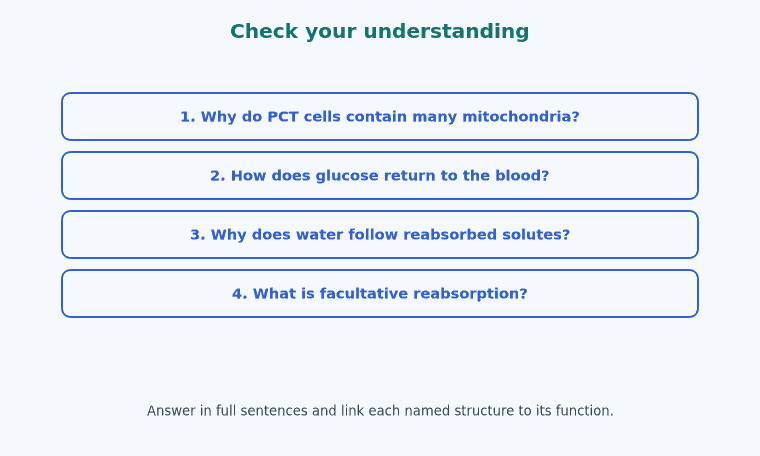 Check your understanding
1. Why do PCT cells contain many mitochondria?
2. How does glucose return to the blood?
3. Why does water follow reabsorbed solutes?
4. What is facultative reabsorption?
Answer in full sentences and link each named structure to its function.